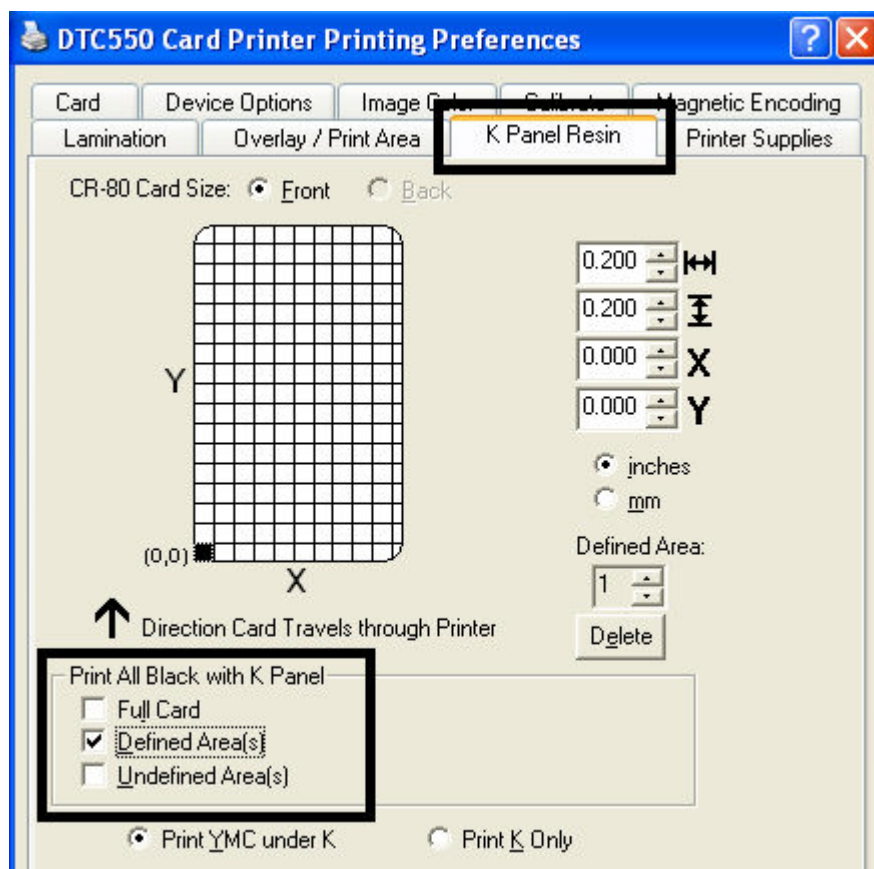 DTC550 Card Printer Printing Preferences
Card Device Options Image Color Calibrate Magnetic Encoding
Lamination Overlay / Print Area K Panel Resin Printer Supplies
CR-80 Card Size: Front Back
0.200
0.200
0.000 X
0.000 Y
Y
inches
mm
(0,0)
X
Defined Area:
1
Direction Card Travels through Printer
Delete
Print All Black with K Panel
Full Card
Defined Area(s)
Undefined Area(s)
Print YMC under K Print K Only